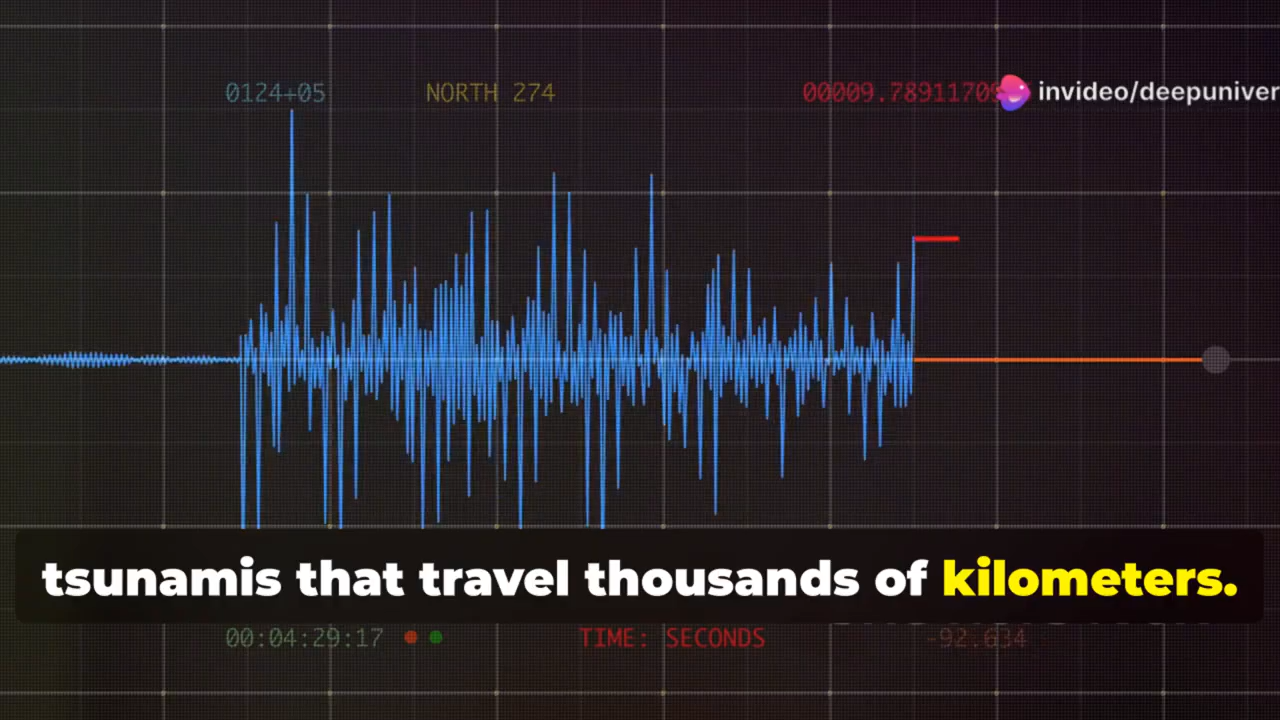 0124+05
NORTH 274
00009.7891170
invideo/deepuniver
tsunamis that travel thousands of kilometers.
00:04:29:17
TIME: SECONDS
-92.634